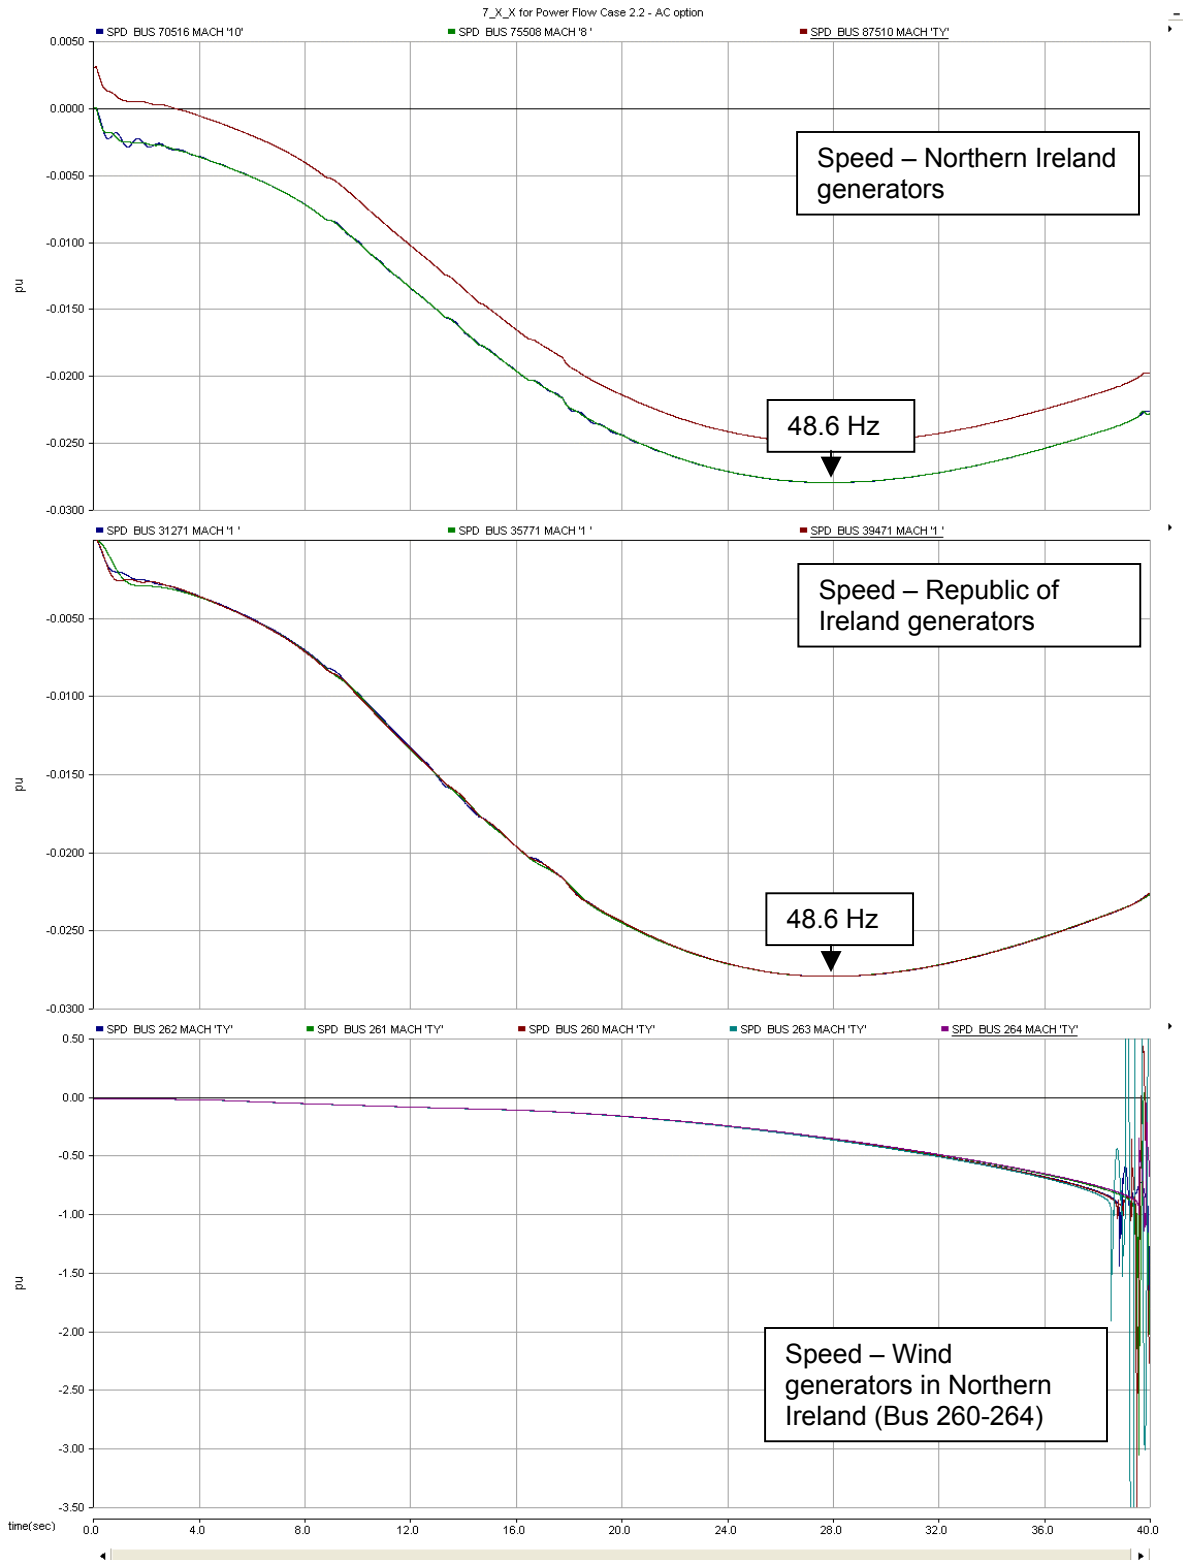 7_X_X for Power Flow Case 2.2 - AC option
SPD BUS 70516 MACH '10' SPD BUS 75508 MACH '8 ' SPD BUS 87510 MACH 'TY'
0.0050
0.0000
-0.0050
-0.0100
-0.0150
-0.0200
-0.0250
-0.0300
pu
Speed – Northern Ireland
generators
48.6 Hz
SPD BUS 31271 MACH '1 ' SPD BUS 35771 MACH '1 ' SPD BUS 39471 MACH '1 '
-0.0050
-0.0100
-0.0150
-0.0200
-0.0250
-0.0300
pu
Speed – Republic of
Ireland generators
48.6 Hz
SPD BUS 262 MACH 'TY' SPD BUS 261 MACH 'TY' SPD BUS 260 MACH 'TY' SPD BUS 263 MACH 'TY' SPD BUS 264 MACH 'TY'
0.50
0.00
-0.50
-1.00
-1.50
-2.00
-2.50
-3.00
-3.50
pu
Speed – Wind
generators in Northern
Ireland (Bus 260-264)
time(sec) 0.0 4.0 8.0 12.0 16.0 20.0 24.0 28.0 32.0 36.0 40.0